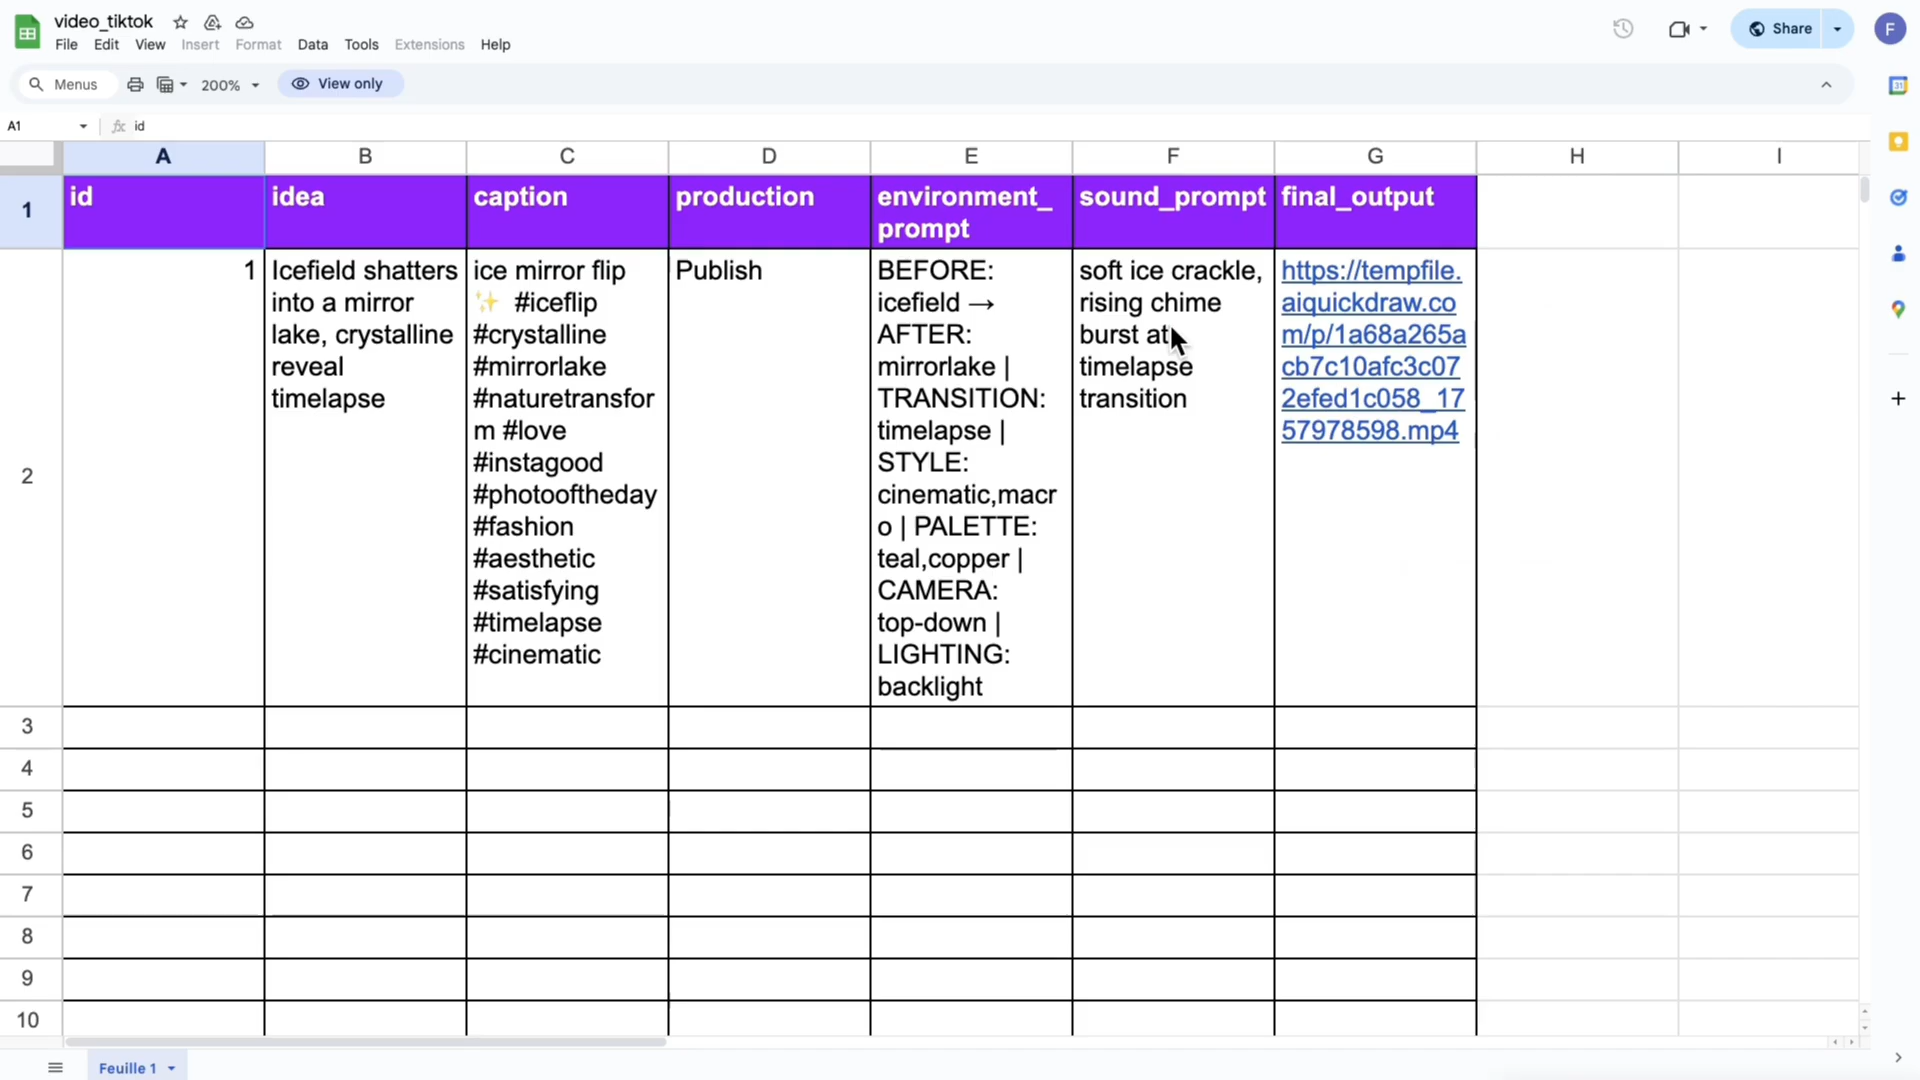 video_tiktok
File Edit View Insert Format Data Tools Extensions Help
Share
F
Menus
200%
View only
31
A1
fx id
A B C D E F G H I
1
id
idea
caption
production
environment_
prompt
sound_prompt
final_output
2
1
Icefield shatters
into a mirror
lake, crystalline
reveal
timelapse
ice mirror flip
✨ #iceflip
#crystalline
#mirrorlake
#naturetransfor
m #love
#instagood
#photooftheday
#fashion
#aesthetic
#satisfying
#timelapse
#cinematic
Publish
BEFORE:
icefield →
AFTER:
mirrorlake |
TRANSITION:
timelapse |
STYLE:
cinematic,macr
o | PALETTE:
teal,copper |
CAMERA:
top-down |
LIGHTING:
backlight
soft ice crackle,
rising chime
burst at
timelapse
transition
https://tempfile.
aiquickdraw.co
m/p/1a68a265a
cb7c10afc3c07
2efed1c058_17
57978598.mp4
3
4
5
6
7
8
9
10
Feuille 1